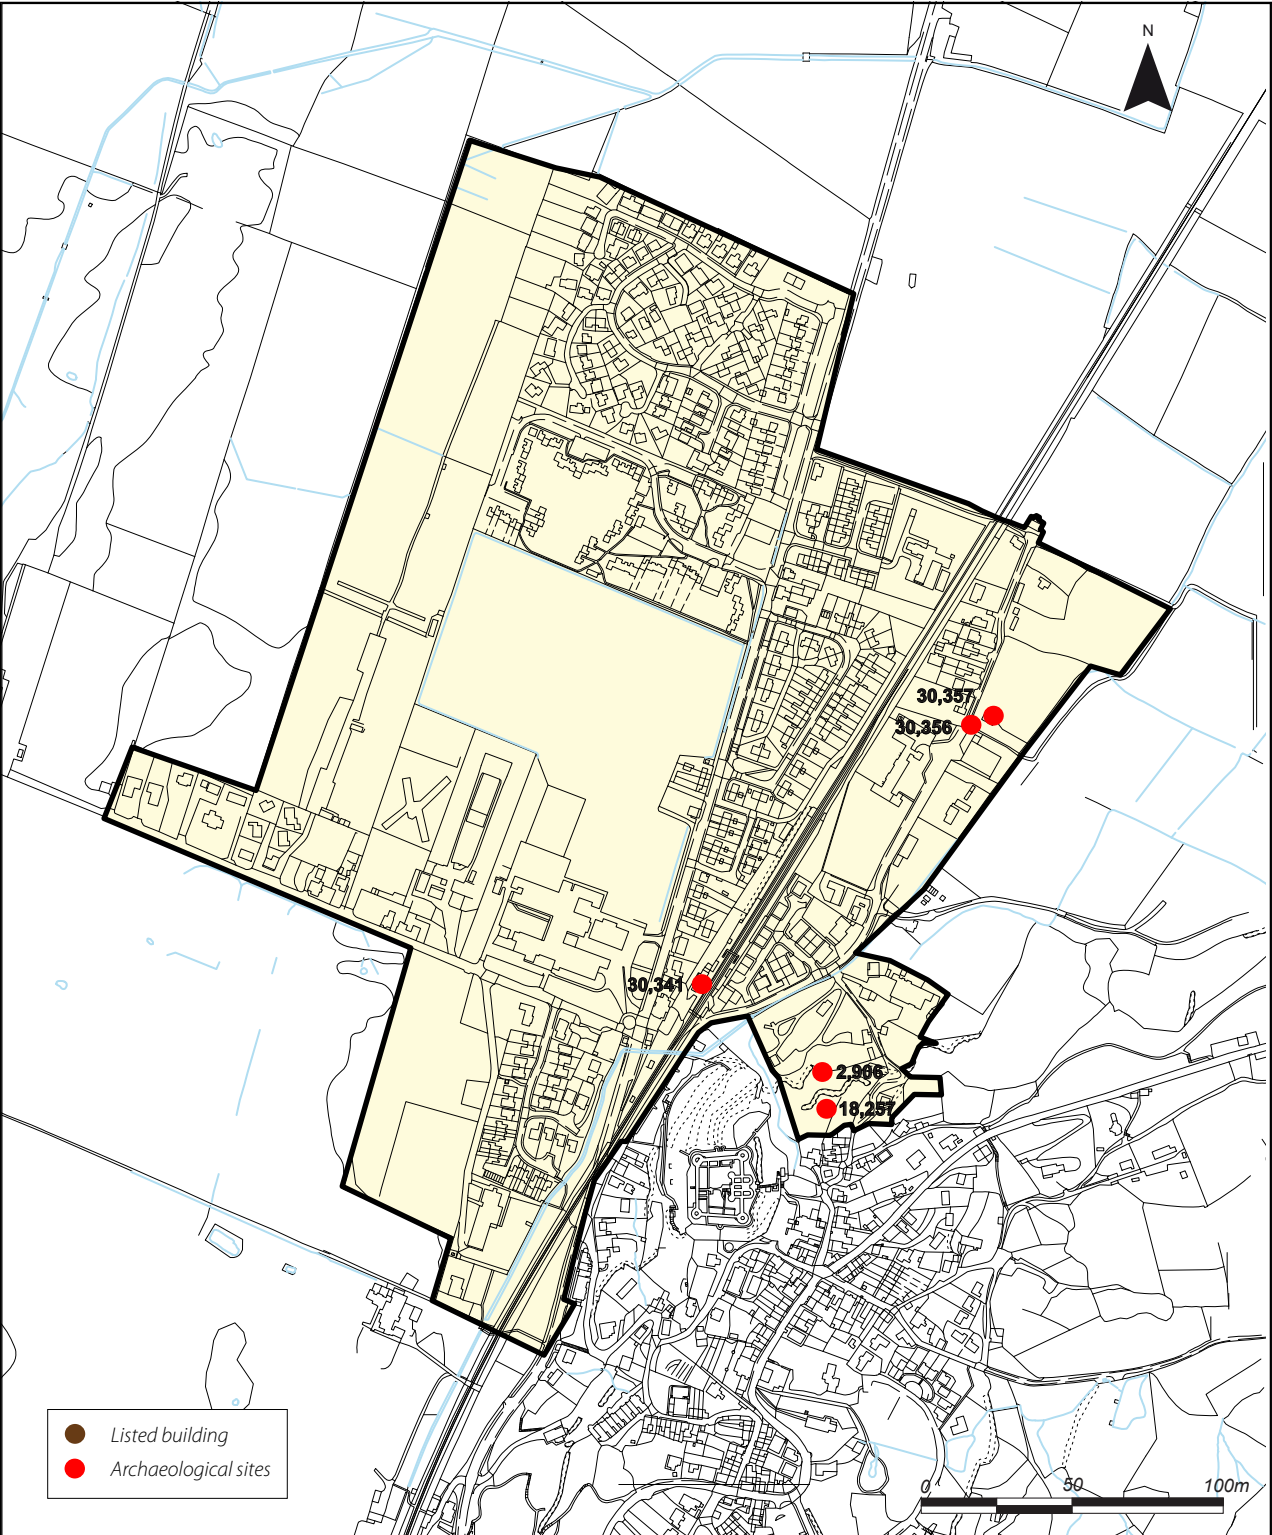 N
30,357
30,356
30,341
2,906
18,257
Listed building
Archaeological sites
0 50 100m